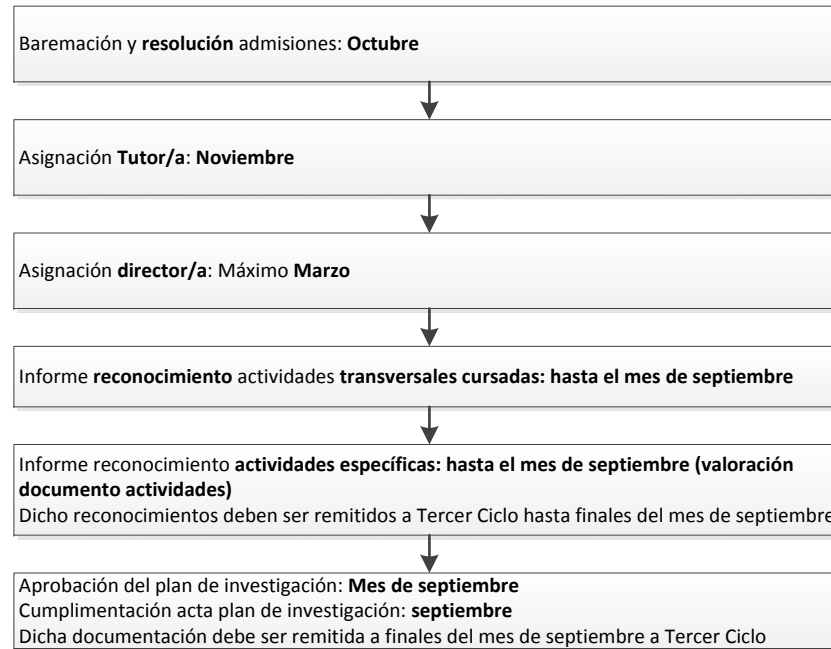 Baremación y resolución admisiones: Octubre
Asignación Tutor/a: Noviembre
Asignación director/a: Máximo Marzo
Informe reconocimiento actividades transversales cursadas: hasta el mes de septiembre
Informe reconocimiento actividades específicas: hasta el mes de septiembre (valoración
documento actividades)
Dicho reconocimientos deben ser remitidos a Tercer Ciclo hasta finales del mes de septiembre
Aprobación del plan de investigación: Mes de septiembre
Cumplimentación acta plan de investigación: septiembre
Dicha documentación debe ser remitida a finales del mes de septiembre a Tercer Ciclo